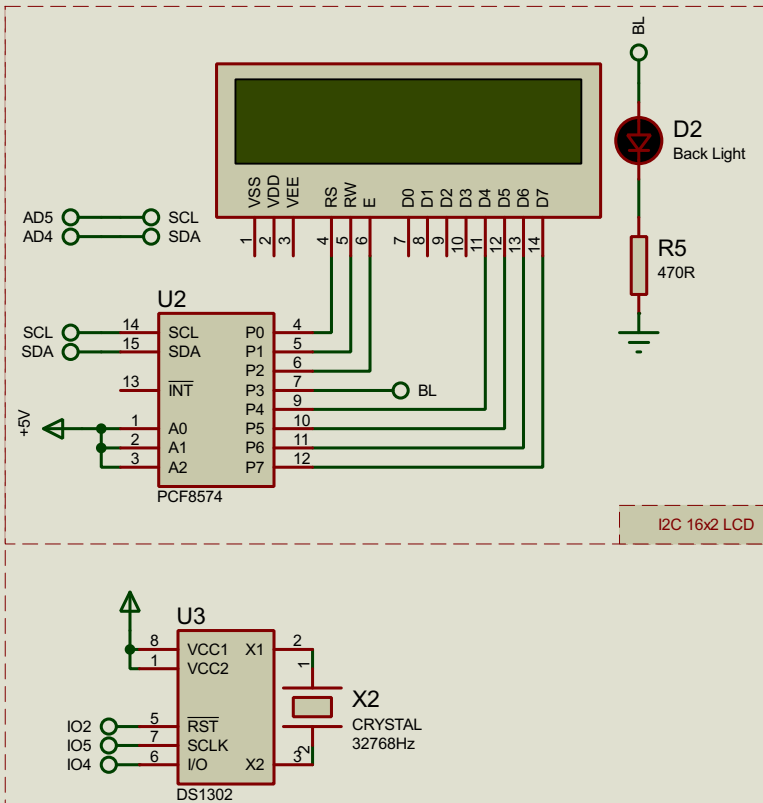 BL
D2
Back Light
VSS
VDD
VEE
RS
RW
E
D0
D1
D2
D3
D4
D5
D6
D7
1
2
3
4
5
6
7
8
9
10
11
12
13
14
AD5 SCL
AD4 SDA
R5
470R
U2
SCL 14 SCL P0 4
SDA 15 SDA P1 5
P2 6
13 INT P3 7 BL
P4 9
+5V 1 A0 P5 10
2 A1 P6 11
3 A2 P7 12
PCF8574
I2C 16x2 LCD
U3
8 VCC1 X1 2
1 VCC2
1
X2
CRYSTAL
32768Hz
IO2 5 RST
IO5 7 SCLK
2
IO4 6 I/O X2 3
DS1302